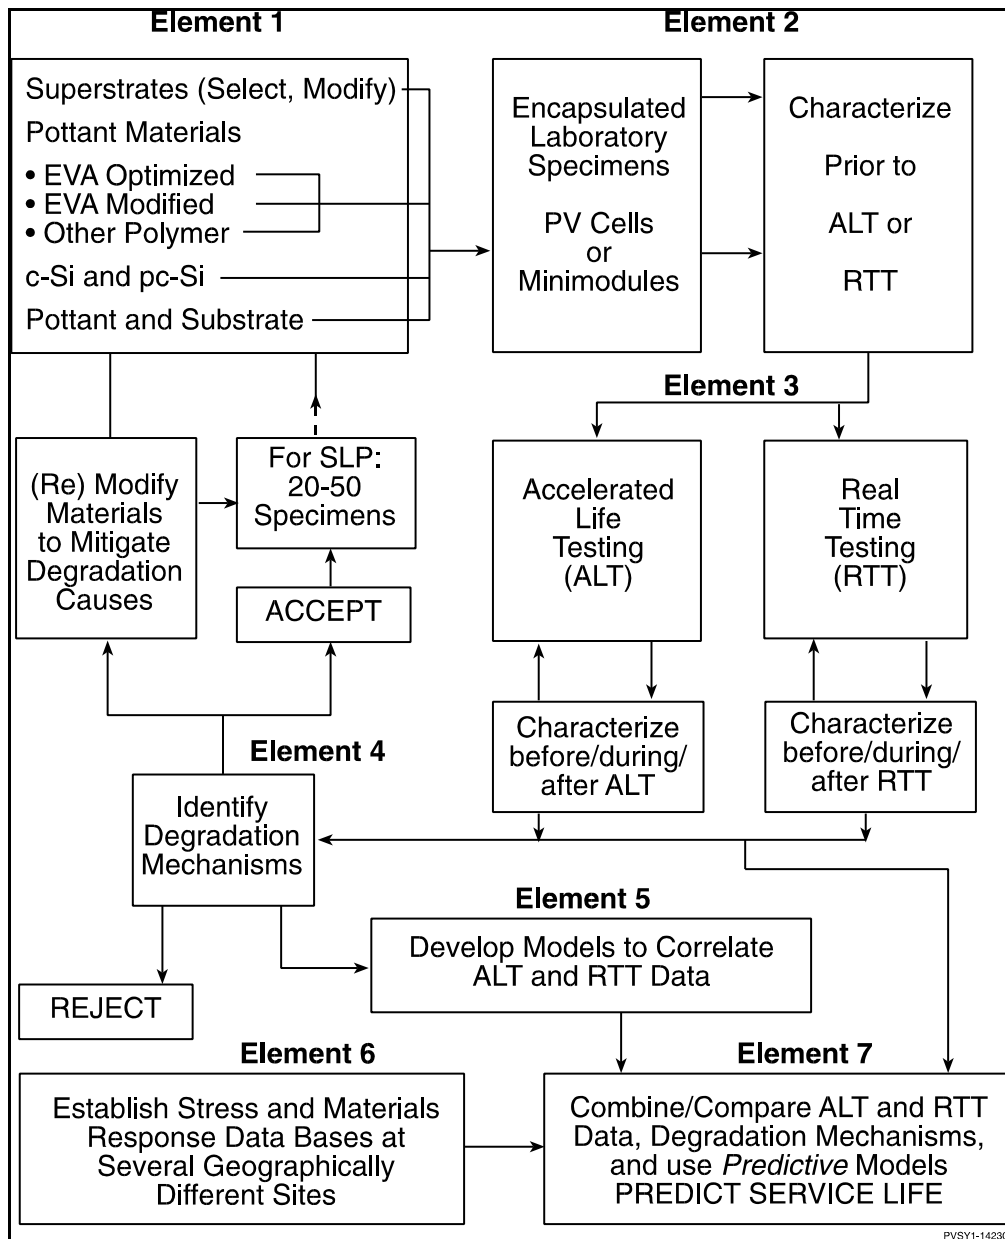 Element 1
Superstrates (Select, Modify)
Pottant Materials
• EVA Optimized
• EVA Modified
• Other Polymer
c-Si and pc-Si
Pottant and Substrate
Element 2
Encapsulated
Laboratory
Specimens
PV Cells
or
Minimodules
Characterize
Prior to
ALT or
RTT
Element 3
(Re) Modify
Materials
to Mitigate
Degradation
Causes
For SLP:
20-50
Specimens
ACCEPT
Accelerated
Life
Testing
(ALT)
Real
Time
Testing
(RTT)
Characterize
before/during/
after ALT
Characterize
before/during/
after RTT
Element 4
Identify
Degradation
Mechanisms
REJECT
Element 5
Develop Models to Correlate
ALT and RTT Data
Element 6
Establish Stress and Materials
Response Data Bases at
Several Geographically
Different Sites
Element 7
Combine/Compare ALT and RTT
Data, Degradation Mechanisms,
and use Predictive Models
PREDICT SERVICE LIFE
PVSY1-14230